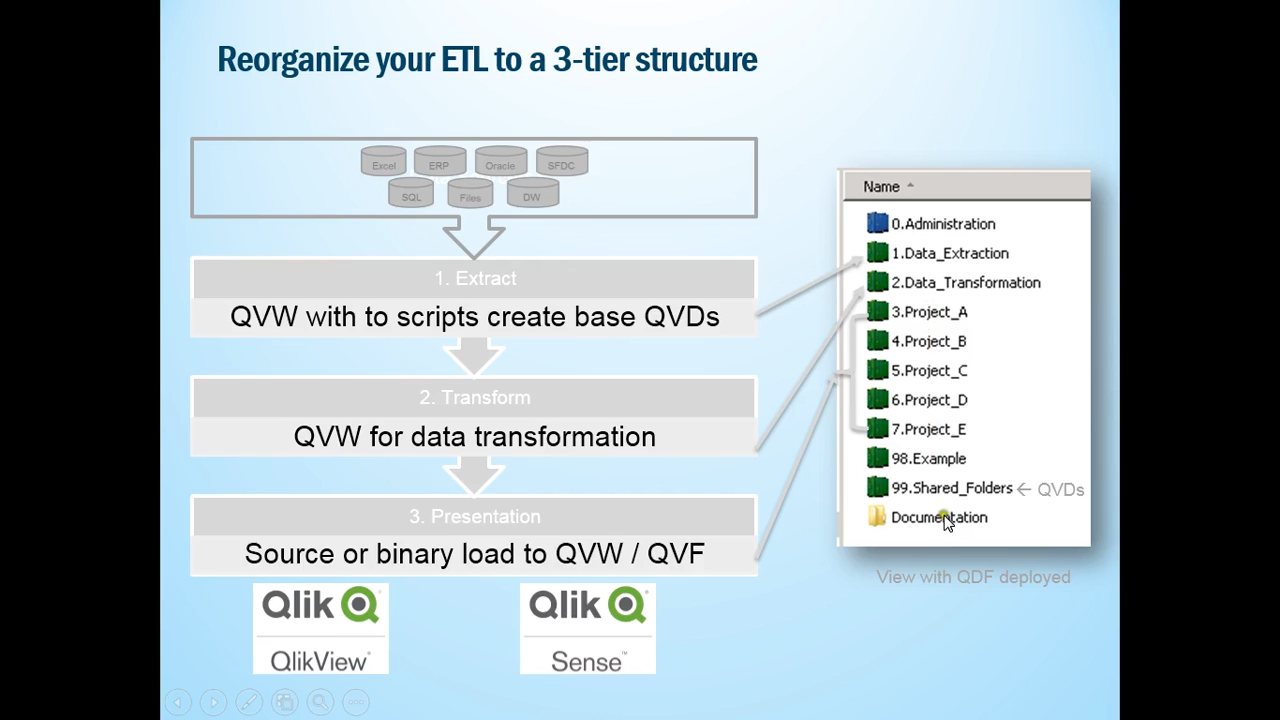 Reorganize your ETL to a 3-tier structure
Excel ERP Oracle SFDC
SQL Files DW
1. Extract
QVW with to scripts create base QVDs
2. Transform
QVW for data transformation
3. Presentation
Source or binary load to QVW / QVF
Qlik
QlikView
Qlik
Sense™
Name
0.Administration
1.Data_Extraction
2.Data_Transformation
3.Project_A
4.Project_B
5.Project_C
6.Project_D
7.Project_E
98.Example
99.Shared_Folders ← QVDs
Documentation
View with QDF deployed